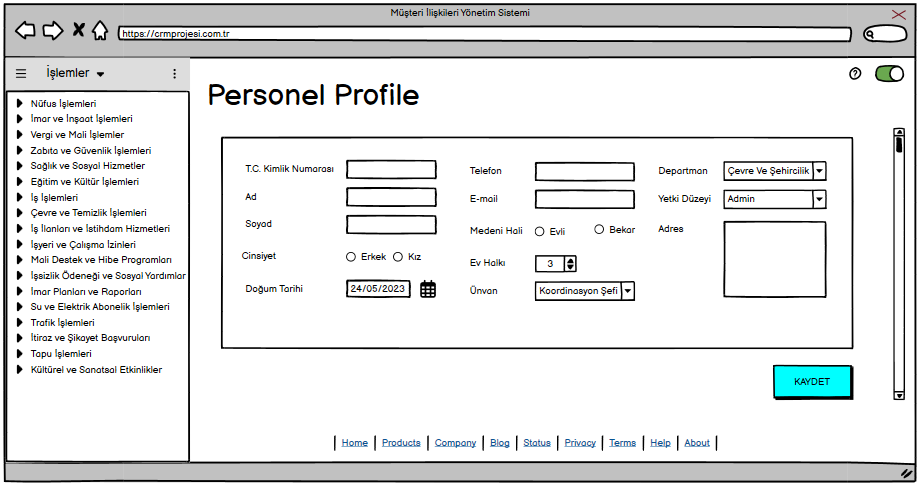 Müşteri İlişkileri Yönetim Sistemi
https://crmprojesi.com.tr
İşlemler
?
Nüfus İşlemleri
İmar ve İnşaat İşlemleri
Vergi ve Mali İşlemler
Zabıta ve Güvenlik İşlemleri
Sağlık ve Sosyal Hizmetler
Eğitim ve Kültür İşlemleri
İş İşlemleri
Çevre ve Temizlik İşlemleri
İş İlanları ve İstihdam Hizmetleri
İşyeri ve Çalışma İzinleri
Mali Destek ve Hibe Programları
İşsizlik Ödeneği ve Sosyal Yardımlar
İmar Planları ve Raporları
Su ve Elektrik Abonelik İşlemleri
Trafik İşlemleri
İtiraz ve Şikayet Başvuruları
Tapu İşlemleri
Kültürel ve Sanatsal Etkinlikler
Personel Profile
T.C. Kimlik Numarası
Ad
Soyad
Cinsiyet Erkek Kız
Doğum Tarihi 24/05/2023
Telefon
E-mail
Medeni Hali Evli Bekar
Ev Halkı 3
Ünvan Koordinasyon Şefi
Departman Çevre Ve Şehircilik
Yetki Düzeyi Admin
Adres
KAYDET
Home Products Company Blog Status Privacy Terms Help About